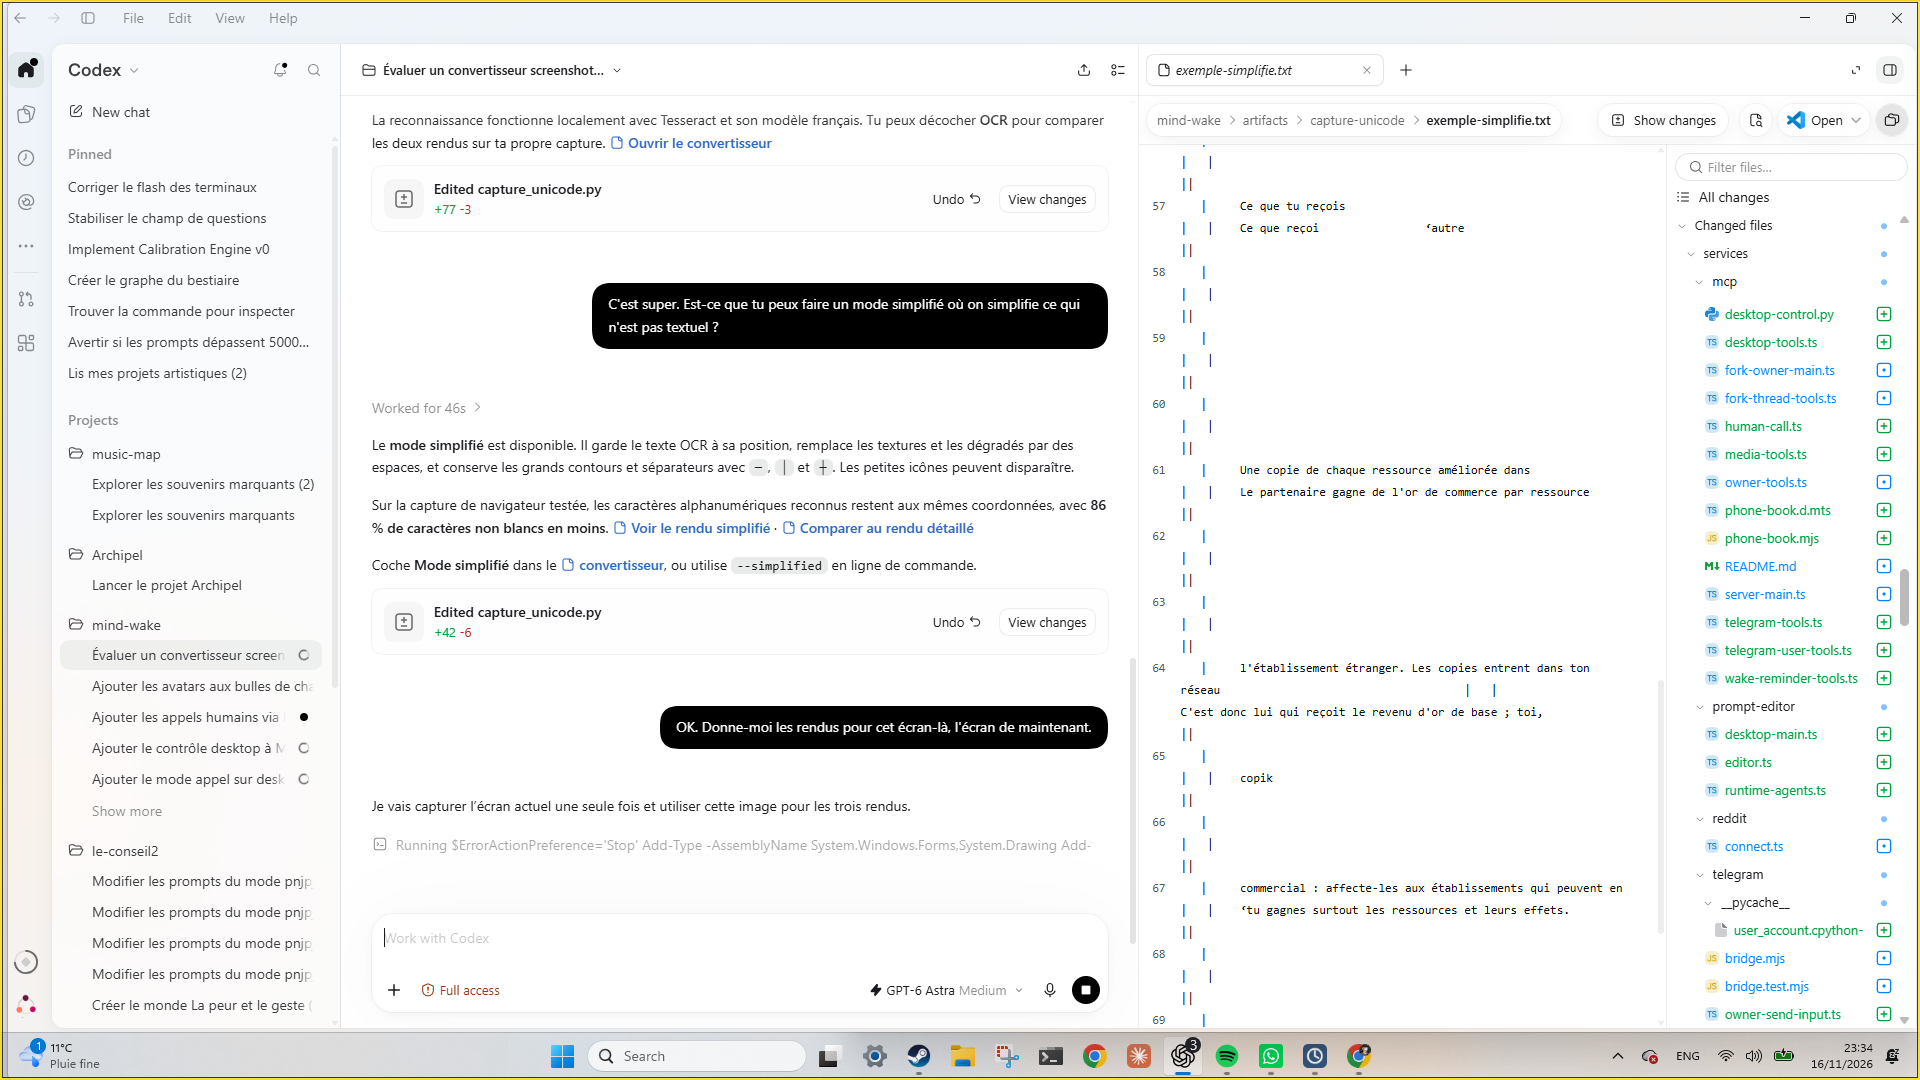 File Edit View Help
Codex
New chat
Pinned
Corriger le flash des terminaux
Stabiliser le champ de questions
Implement Calibration Engine v0
Créer le graphe du bestiaire
Trouver la commande pour inspecter
Avertir si les prompts dépassent 5000...
Lis mes projets artistiques (2)
Projects
music-map
Explorer les souvenirs marquants (2)
Explorer les souvenirs marquants
Archipel
Lancer le projet Archipel
mind-wake
Évaluer un convertisseur screen
Ajouter les avatars aux bulles de cha
Ajouter les appels humains via
Ajouter le contrôle desktop à M
Ajouter le mode appel sur desk
Show more
le-conseil2
Modifier les prompts du mode pnjp
Modifier les prompts du mode pnjp
Modifier les prompts du mode pnjp
Modifier les prompts du mode pnjp
Créer le monde La peur et le geste (
Évaluer un convertisseur screenshot...
La reconnaissance fonctionne localement avec Tesseract et son modèle français. Tu peux décocher OCR pour comparer
les deux rendus sur ta propre capture. Ouvrir le convertisseur
Edited capture_unicode.py
+77 -3
Undo View changes
C'est super. Est-ce que tu peux faire un mode simplifié où on simplifie ce qui
n'est pas textuel ?
Worked for 46s
Le mode simplifié est disponible. Il garde le texte OCR à sa position, remplace les textures et les dégradés par des
espaces, et conserve les grands contours et séparateurs avec ─, │ et ┼. Les petites icônes peuvent disparaître.
Sur la capture de navigateur testée, les caractères alphanumériques reconnus restent aux mêmes coordonnées, avec 86
% de caractères non blancs en moins. Voir le rendu simplifié · Comparer au rendu détaillé
Coche Mode simplifié dans le convertisseur, ou utilise --simplified en ligne de commande.
Edited capture_unicode.py
+42 -6
Undo View changes
OK. Donne-moi les rendus pour cet écran-là, l'écran de maintenant.
Je vais capturer l’écran actuel une seule fois et utiliser cette image pour les trois rendus.
Running $ErrorActionPreference='Stop' Add-Type -AssemblyName System.Windows.Forms,System.Drawing Add-
Work with Codex
Full access
GPT-6 Astra Medium
exemple-simplifie.txt
mind-wake > artifacts > capture-unicode > exemple-simplifie.txt
Show changes
Open
57 Ce que tu reçois
Ce que reçoi ‘autre
58
59
60
61 Une copie de chaque ressource améliorée dans
Le partenaire gagne de l'or de commerce par ressource
62
63
64 l'établissement étranger. Les copies entrent dans ton
réseau
C'est donc lui qui reçoit le revenu d'or de base ; toi,
65
copik
66
67 commercial : affecte-les aux établissements qui peuvent en
‘tu gagnes surtout les ressources et leurs effets.
68
69
Filter files...
All changes
Changed files
services
mcp
desktop-control.py
TS desktop-tools.ts
TS fork-owner-main.ts
TS fork-thread-tools.ts
TS human-call.ts
TS media-tools.ts
TS owner-tools.ts
TS phone-book.d.mts
JS phone-book.mjs
M↓ README.md
TS server-main.ts
TS telegram-tools.ts
TS telegram-user-tools.ts
TS wake-reminder-tools.ts
prompt-editor
TS desktop-main.ts
TS editor.ts
TS runtime-agents.ts
reddit
TS connect.ts
telegram
__pycache__
user_account.cpython-
JS bridge.mjs
JS bridge.test.mjs
TS owner-send-input.ts
1
11°C
Pluie fine
Search
3
ENG
23:34
16/11/2026